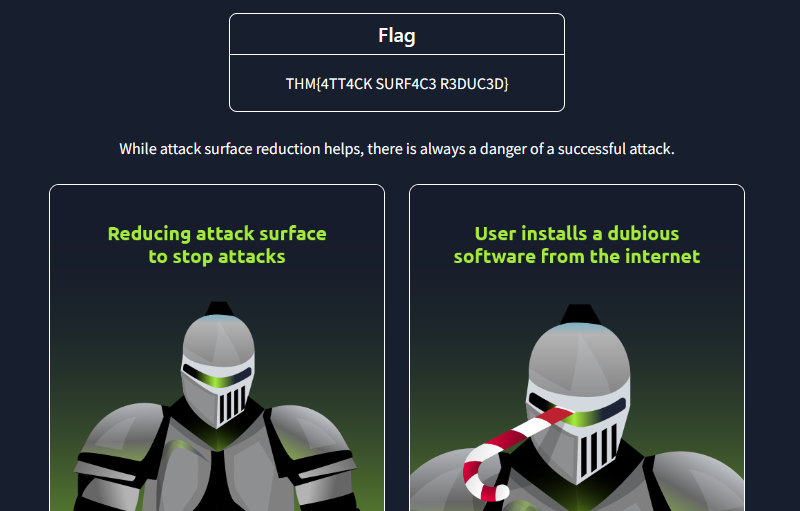 Flag
THM{4TT4CK SURF4C3 R3DUC3D}
While attack surface reduction helps, there is always a danger of a successful attack.
Reducing attack surface
to stop attacks
User installs a dubious
software from the internet